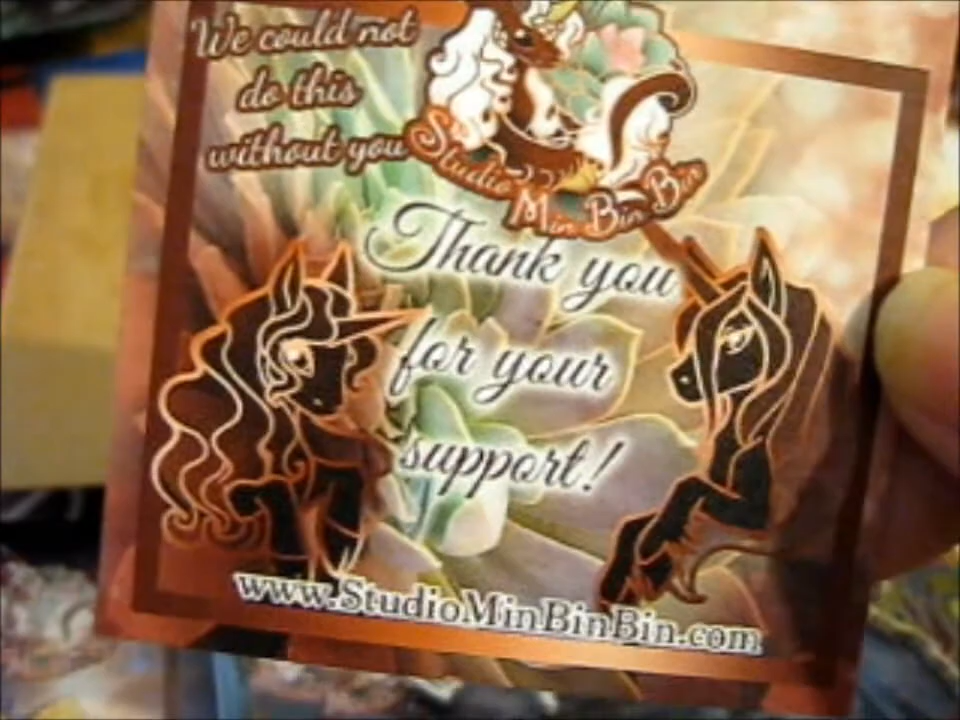 We could not
do this
without you
Studio Min Bin Bin
Thank you
for your
support!
www.StudioMinBinBin.com